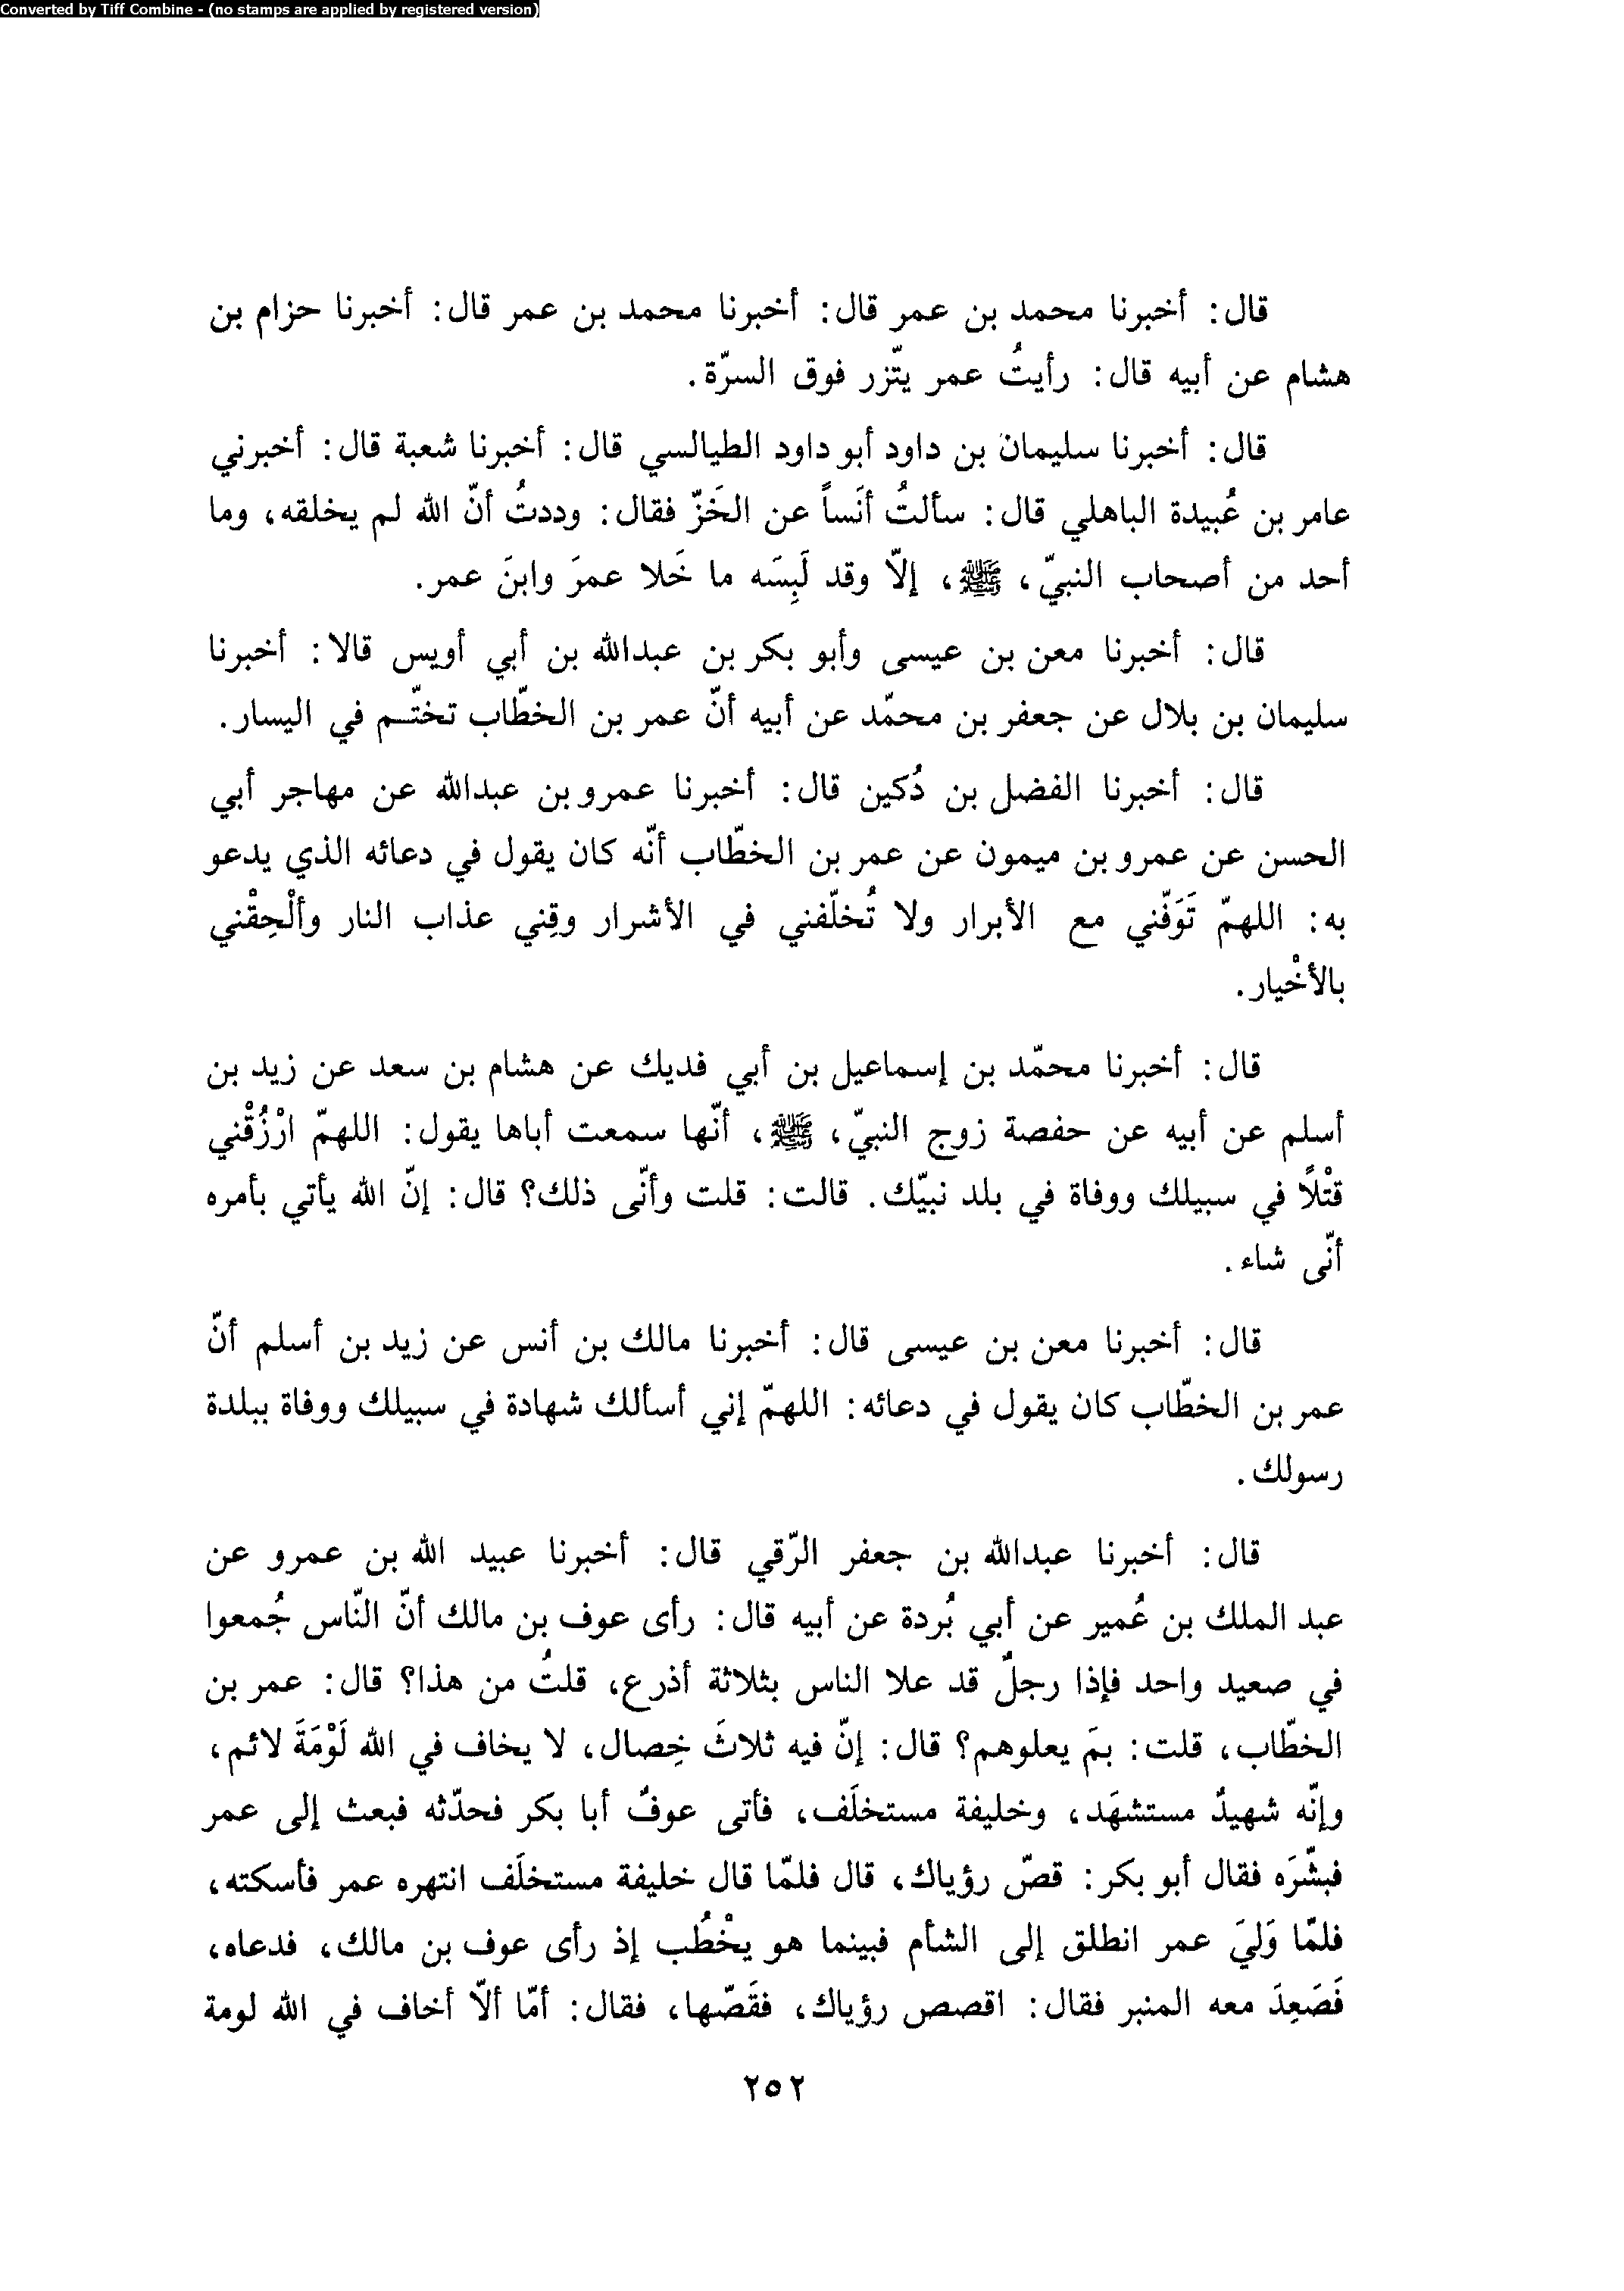 Converted by Tiff Combine - (no stamps are applied by registered version)
قال: أخبرنا محمد بن عمر قال: أخبرنا محمد بن عمر قال: أخبرنا حزام بن
هشام عن أبيه قال: رأيتُ عمر يتّزر فوق السرّة.
قال: أخبرنا سليمان بن داود أبو داود الطيالسي قال: أخبرنا شعبة قال: أخبرني
عامر بن عُبيدة الباهلي قال: سألتُ أنَساً عن الخَزّ فقال: وددتُ أنّ الله لم يخلقه، وما
أحد من أصحاب النبيّ، ﷺ، إلاّ وقد لَبِسَه ما خَلا عمرَ وابنَ عمر.
قال: أخبرنا معن بن عيسى وأبو بكر بن عبدالله بن أبي أويس قالا: أخبرنا
سليمان بن بلال عن جعفر بن محمّد عن أبيه أنّ عمر بن الخطّاب تختّـم في اليسار.
قال: أخبرنا الفضل بن دُكين قال: أخبرنا عمرو بن عبدالله عن مهاجر أبي
الحسن عن عمرو بن ميمون عن عمر بن الخطّاب أنّه كان يقول في دعائه الذي يدعو
به: اللهمّ تَوَفّني مع الأبرار ولا تُخلّفني في الأشرار وقِني عذاب النار وألْحِقْني
بالأخْيار.
قال: أخبرنا محمّد بن إسماعيل بن أبي فديك عن هشام بن سعد عن زيد بن
أسلم عن أبيه عن حفصة زوج النبيّ، ﷺ، أنّها سمعت أباها يقول: اللهمّ ارْزُقْني
قتْلًا في سبيلك ووفاة في بلد نبيّك. قالت: قلت وأنّى ذلك؟ قال: إنّ الله يأتي بأمره
أنّى شاء.
قال: أخبرنا معن بن عيسى قال: أخبرنا مالك بن أنس عن زيد بن أسلم أنّ
عمر بن الخطّاب كان يقول في دعائه: اللهمّ إني أسألك شهادة في سبيلك ووفاة ببلدة
رسولك.
قال: أخبرنا عبدالله بن جعفر الرّقي قال: أخبرنا عبيد الله بن عمرو عن
عبد الملك بن عُمير عن أبي بُردة عن أبيه قال: رأى عوف بن مالك أنّ النّاس جُمعوا
في صعيد واحد فإذا رجلٌ قد علا الناس بثلاثة أذرع، قلتُ من هذا؟ قال: عمر بن
الخطّاب، قلت: بمَ يعلوهم؟ قال: إنّ فيه ثلاثَ خِصال، لا يخاف في الله لَوْمَةَ لائم،
وإنّه شهيدٌ مستشهَد، وخليفة مستخلَف، فأتى عوفٌ أبا بكر فحدّثه فبعث إلى عمر
فبشّرَه فقال أبو بكر: قصّ رؤياك، قال فلمّا قال خليفة مستخلَف انتهره عمر فأسكته،
فلمّا وَليَ عمر انطلق إلى الشأم فبينما هو يخْطُب إذ رأى عوف بن مالك، فدعاه،
فَصَعِدَ معه المنبر فقال: اقصص رؤياك، فقَصّها، فقال: أمّا ألاّ أخاف في الله لومة
٢٥٢